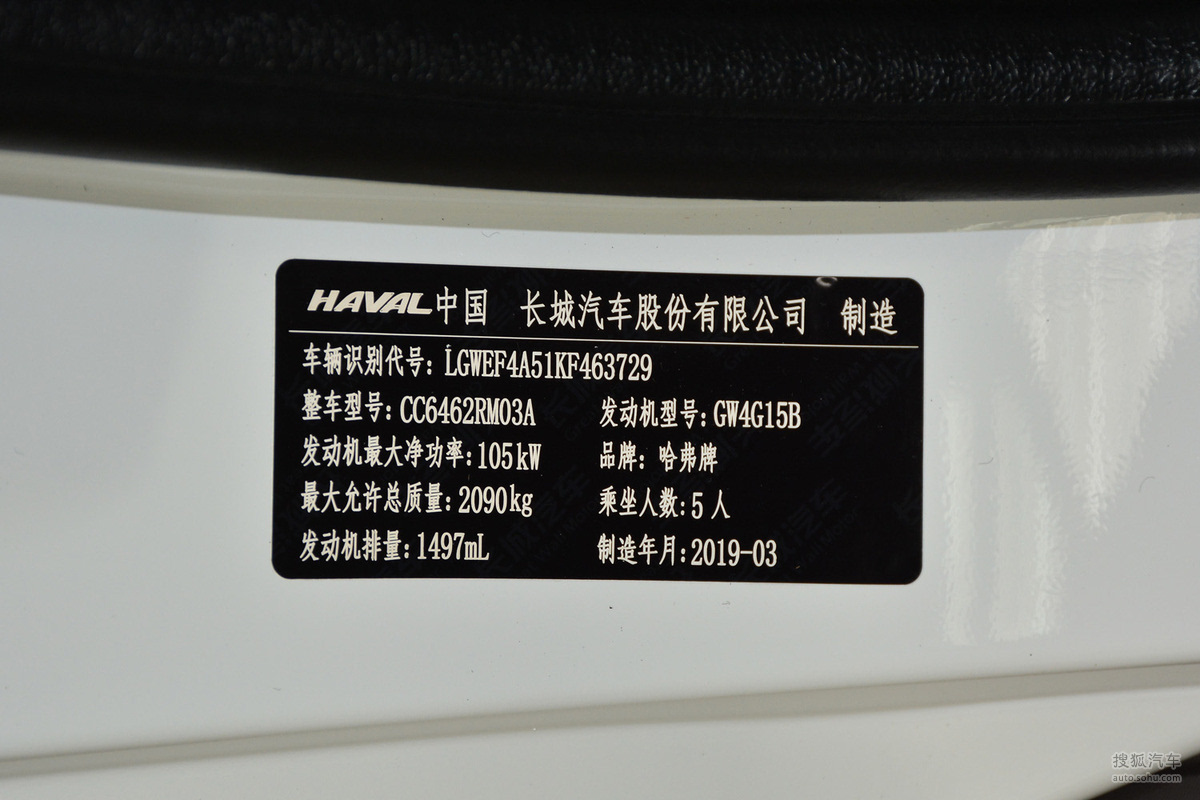 HAVAL中国 长城汽车股份有限公司 制造
车辆识别代号: LGWEF4A51KF463729
整车型号: CC6462RM03A 发动机型号: GW4G15B
发动机最大净功率: 105kW 品牌: 哈弗牌
最大允许总质量: 2090kg 乘坐人数: 5 人
发动机排量: 1497mL 制造年月: 2019-03
搜狐汽车
auto.sohu.com